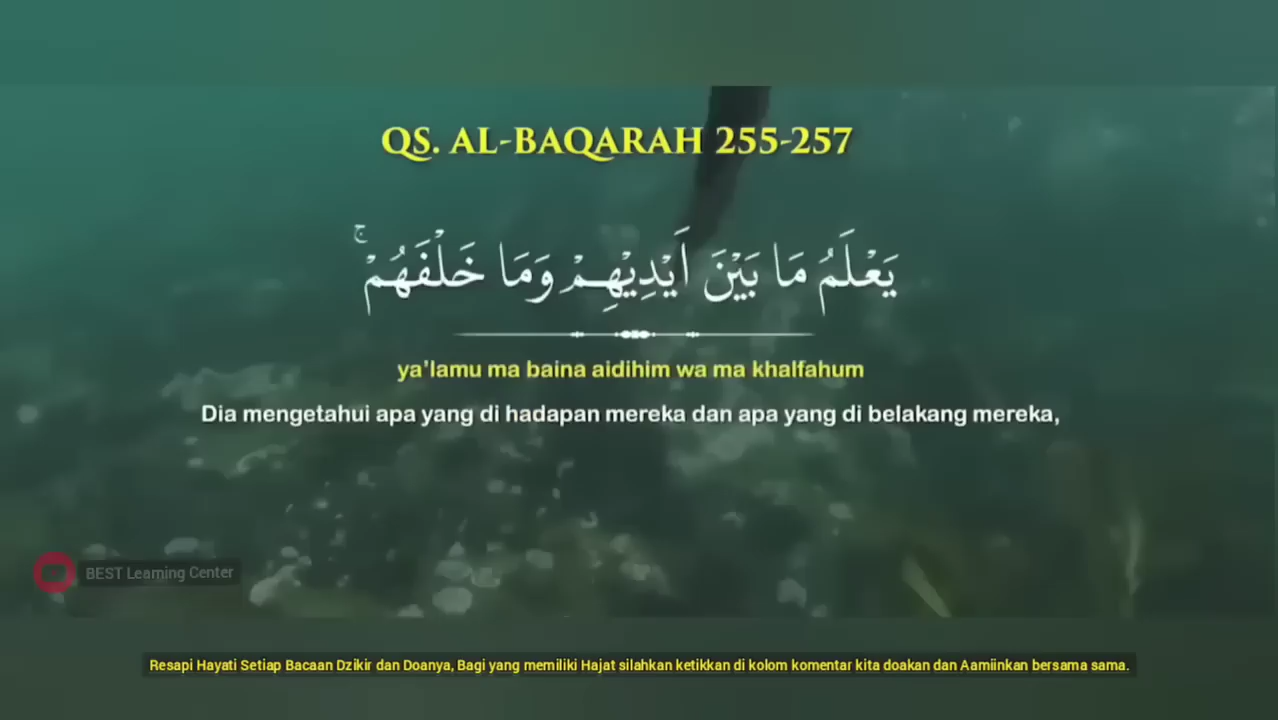 QS. AL-BAQARAH 255-257
يَعْلَمُ مَا بَيْنَ اَيْدِيْهِمْ وَمَا خَلْفَهُمْۚ
ya'lamu ma baina aidihim wa ma khalfahum
Dia mengetahui apa yang di hadapan mereka dan apa yang di belakang mereka,
BEST Learning Center
Resapi Hayati Setiap Bacaan Dzikir dan Doanya, Bagi yang memiliki Hajat silahkan ketikkan di kolom komentar kita doakan dan Aamiinkan bersama sama.